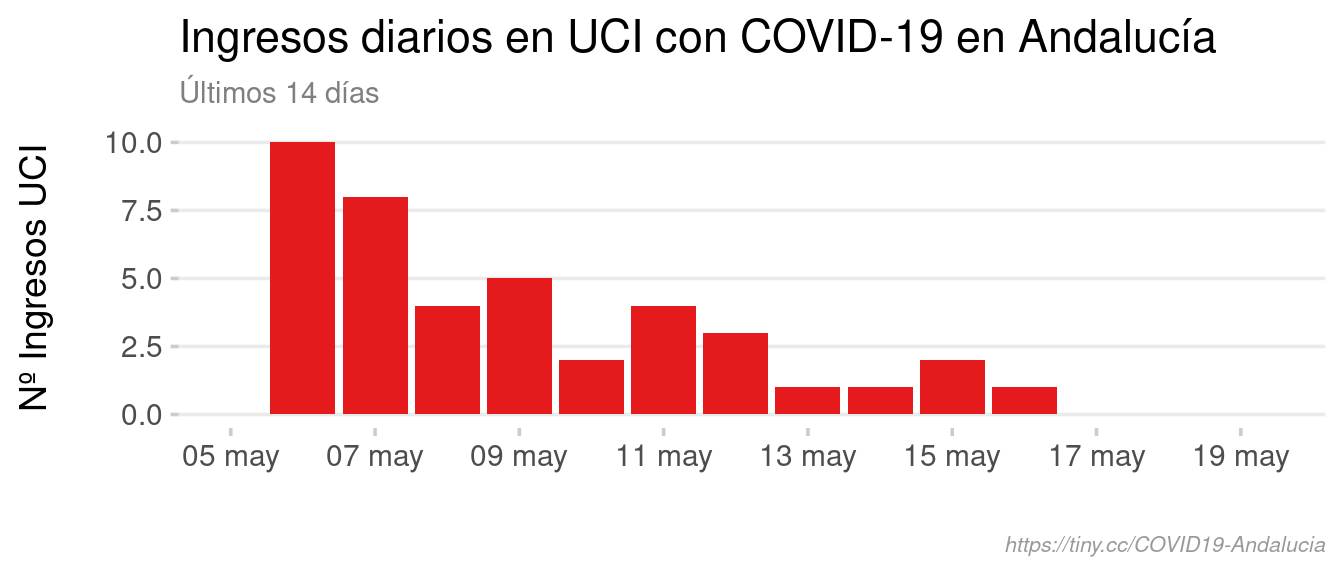 Ingresos diarios en UCI con COVID-19 en Andalucía
Últimos 14 días
Nº Ingresos UCI
10.0
7.5
5.0
2.5
0.0
05 may 07 may 09 may 11 may 13 may 15 may 17 may 19 may
https://tiny.cc/COVID19-Andalucia